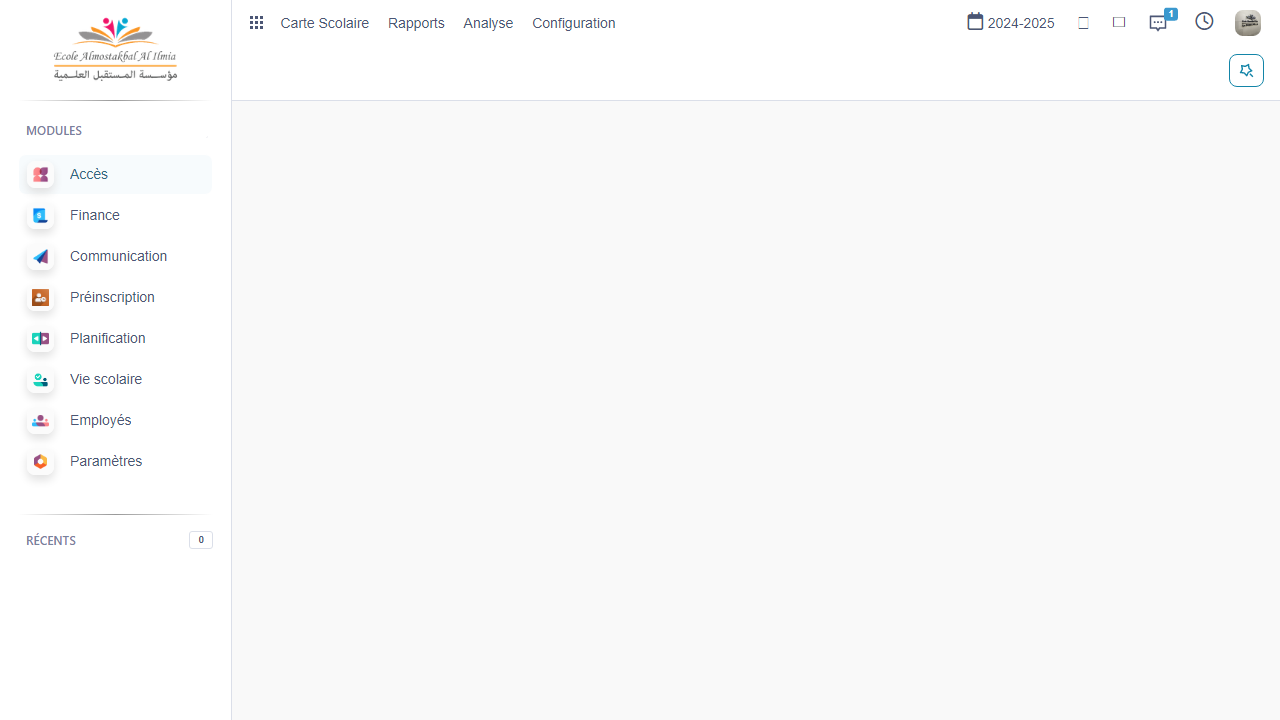 Ecole Almostakbal Al Ilmia
مؤسسة المستقبل العلمية
Carte Scolaire
Rapports
Analyse
Configuration
2024-2025
1
MODULES
Accès
Finance
Communication
Préinscription
Planification
Vie scolaire
Employés
Paramètres
RÉCENTS
0